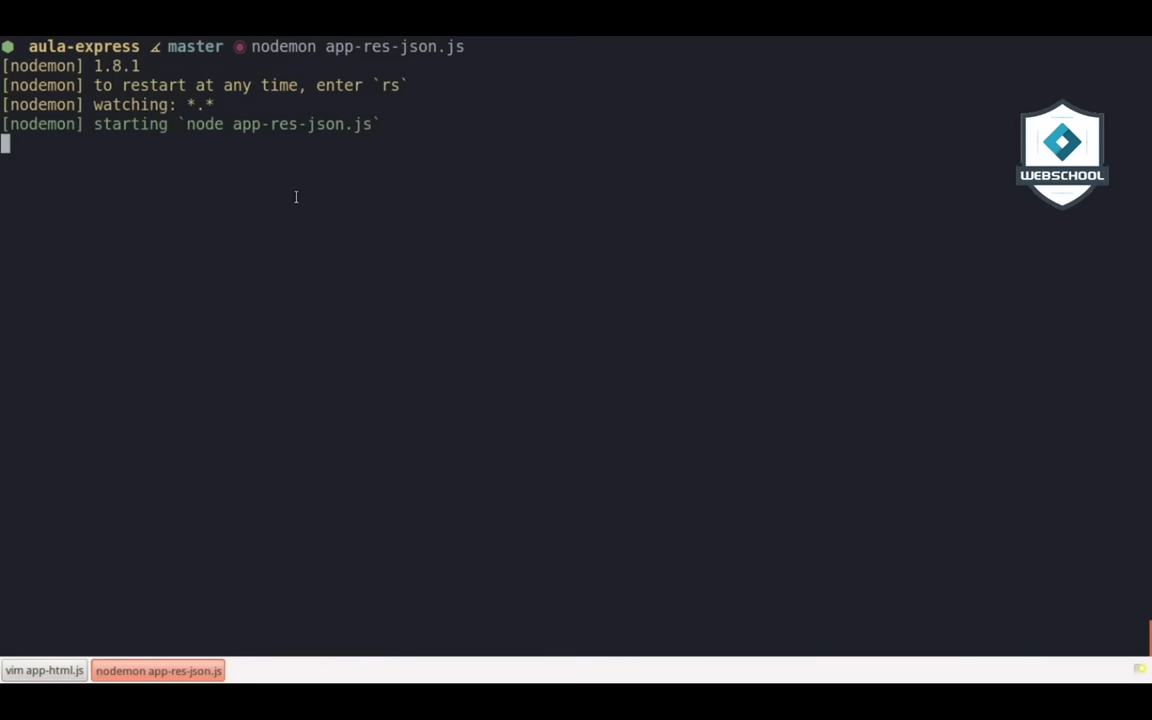 aula-express ∡ master ◉ nodemon app-res-json.js
[nodemon] 1.8.1
[nodemon] to restart at any time, enter `rs`
[nodemon] watching: *.*
[nodemon] starting `node app-res-json.js`
WEBSCHOOL
vim app-html.js
nodemon app-res-json.js